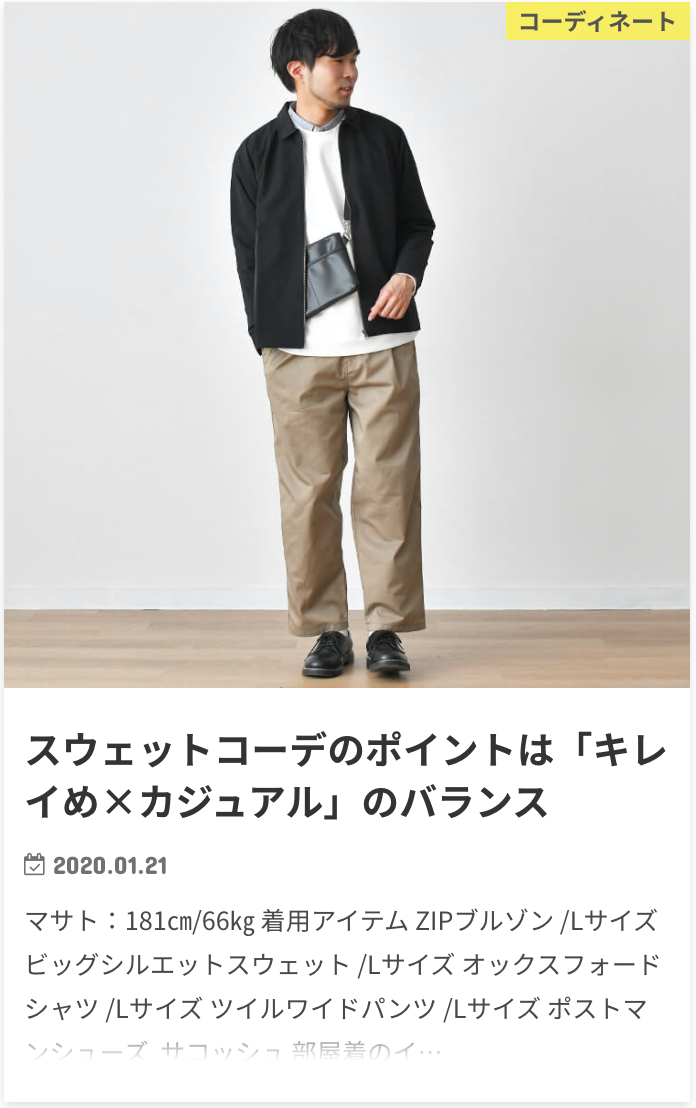 コーディネート
スウェットコーデのポイントは「キレ
イめ×カジュアル」のバランス
2020.01.21
マサト：181㎝/66㎏ 着用アイテム ZIPブルゾン /Lサイズ
ビッグシルエットスウェット /Lサイズ オックスフォード
シャツ /Lサイズ ツイルワイドパンツ /Lサイズ ポストマ
ンシューズ サコッシュ 部屋着のイ…